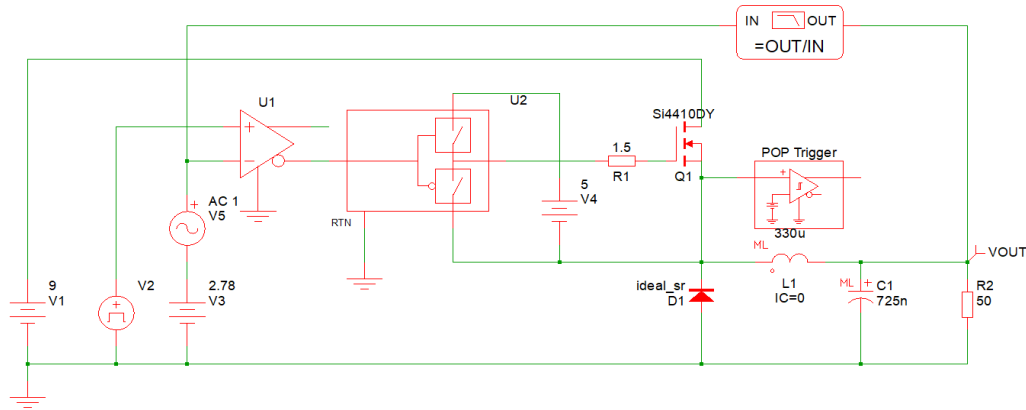 IN OUT
=OUT/IN
U1
U2
Si4410DY
Q1
1.5
R1
POP Trigger
330u
5
V4
AC 1
V5
RTN
ML
L1
IC=0
VOUT
9
V1
V2
2.78
V3
ideal_sr
D1
ML
C1
725n
R2
50